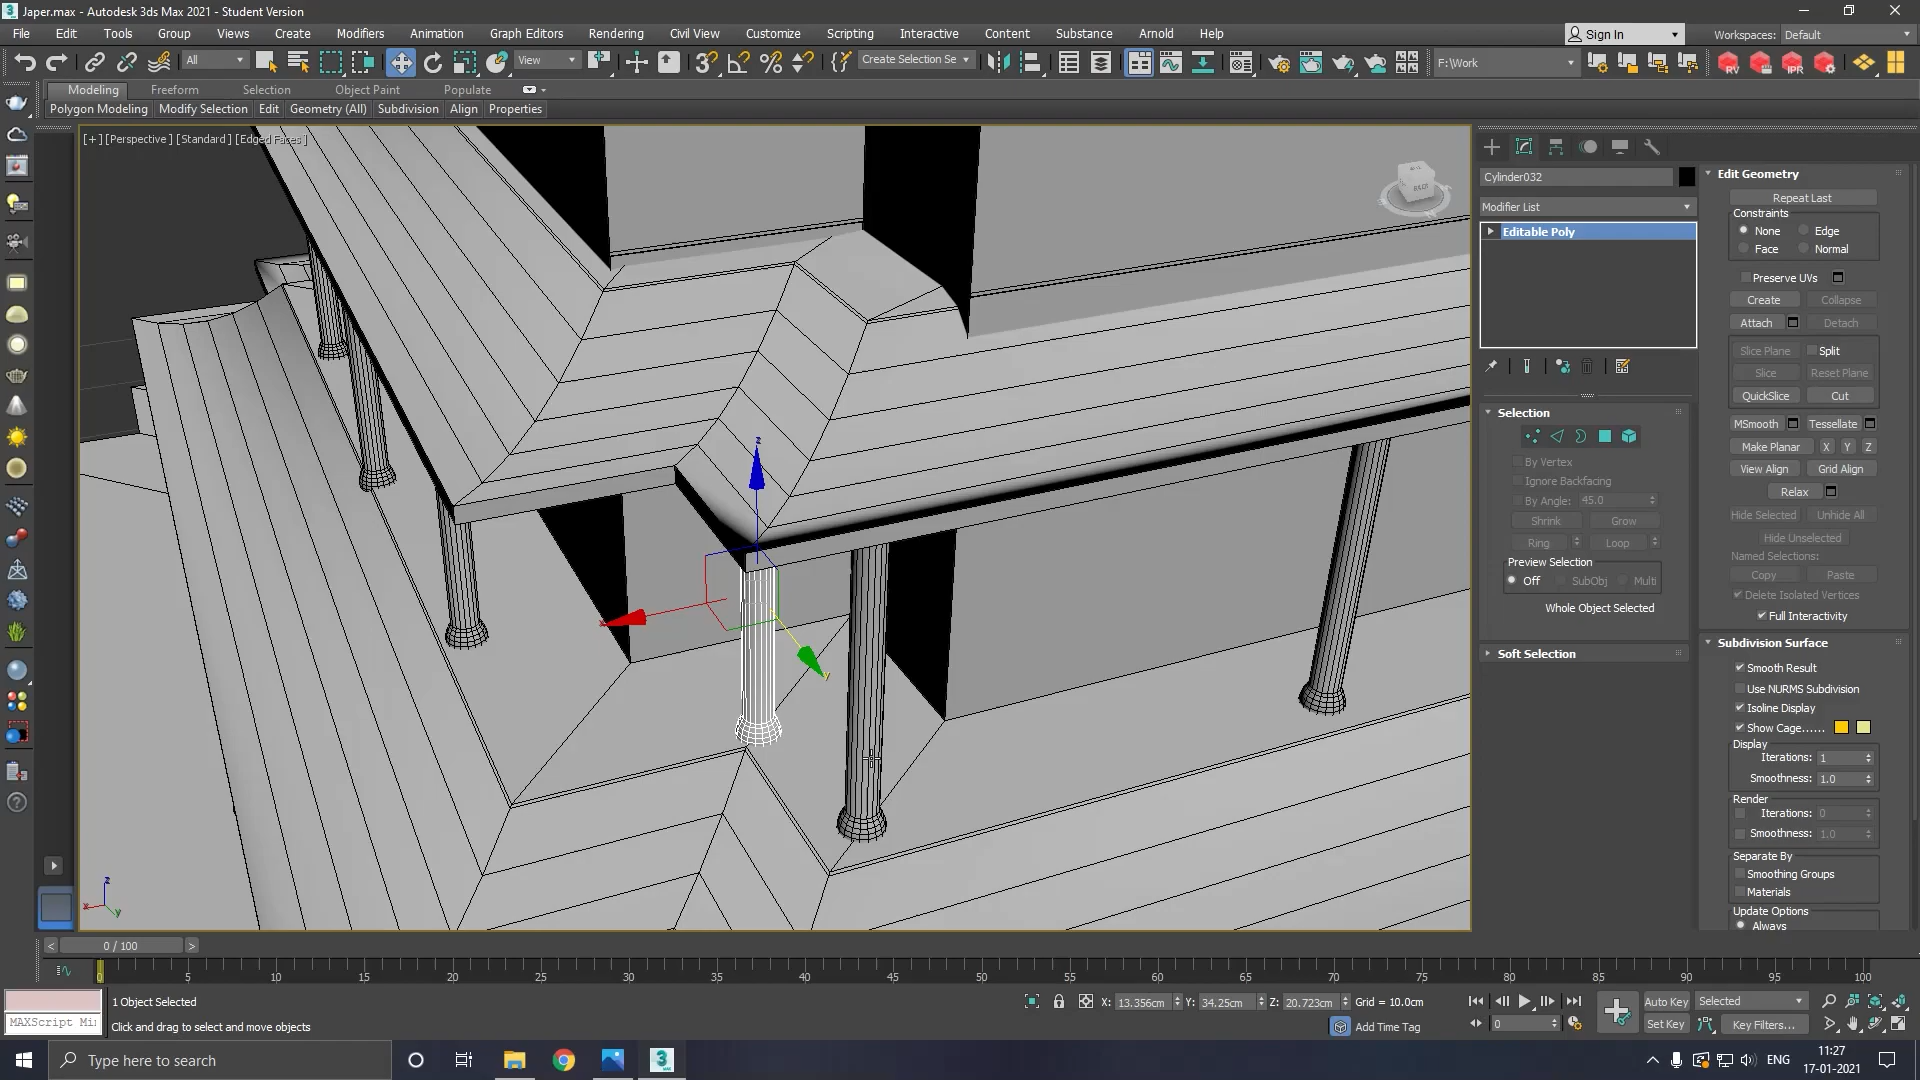 Japer.max - Autodesk 3ds Max 2021 - Student Version
File Edit Tools Group Views Create Modifiers Animation Graph Editors Rendering Civil View Customize Scripting Interactive Content Substance Arnold Help
Sign In
Workspaces: Default
All
View
Create Selection Se
F:\Work
Modeling Freeform Selection Object Paint Populate
Polygon Modeling Modify Selection Edit Geometry (All) Subdivision Align Properties
[+] [Perspective ] [Standard ] [Edged Faces ]
Cylinder032
Modifier List
Editable Poly
Selection
By Vertex
Ignore Backfacing
By Angle: 45.0
Shrink Grow
Ring Loop
Preview Selection
Off SubObj Multi
Whole Object Selected
Soft Selection
Edit Geometry
Repeat Last
Constraints
None Edge
Face Normal
Preserve UVs
Create Collapse
Attach Detach
Slice Plane Split
Slice Reset Plane
QuickSlice Cut
MSmooth Tessellate
Make Planar X Y Z
View Align Grid Align
Relax
Hide Selected Unhide All
Hide Unselected
Named Selections:
Copy Paste
Delete Isolated Vertices
Full Interactivity
Subdivision Surface
Smooth Result
Use NURMS Subdivision
Isoline Display
Show Cage......
Display
Iterations: 1
Smoothness: 1.0
Render
Iterations: 0
Smoothness: 1.0
Separate By
Smoothing Groups
Materials
Update Options
Always
z
x
y
z
x
y
< 0 / 100 >
0 5 10 15 20 25 30 35 40 45 50 55 60 65 70 75 80 85 90 95 100
1 Object Selected
MAXScript Mi
Click and drag to select and move objects
X: 13.356cm Y: 34.25cm Z: 20.723cm Grid = 10.0cm
Add Time Tag
0
Auto Key Selected
Set Key Key Filters...
Type here to search
ENG
11:27
17-01-2021